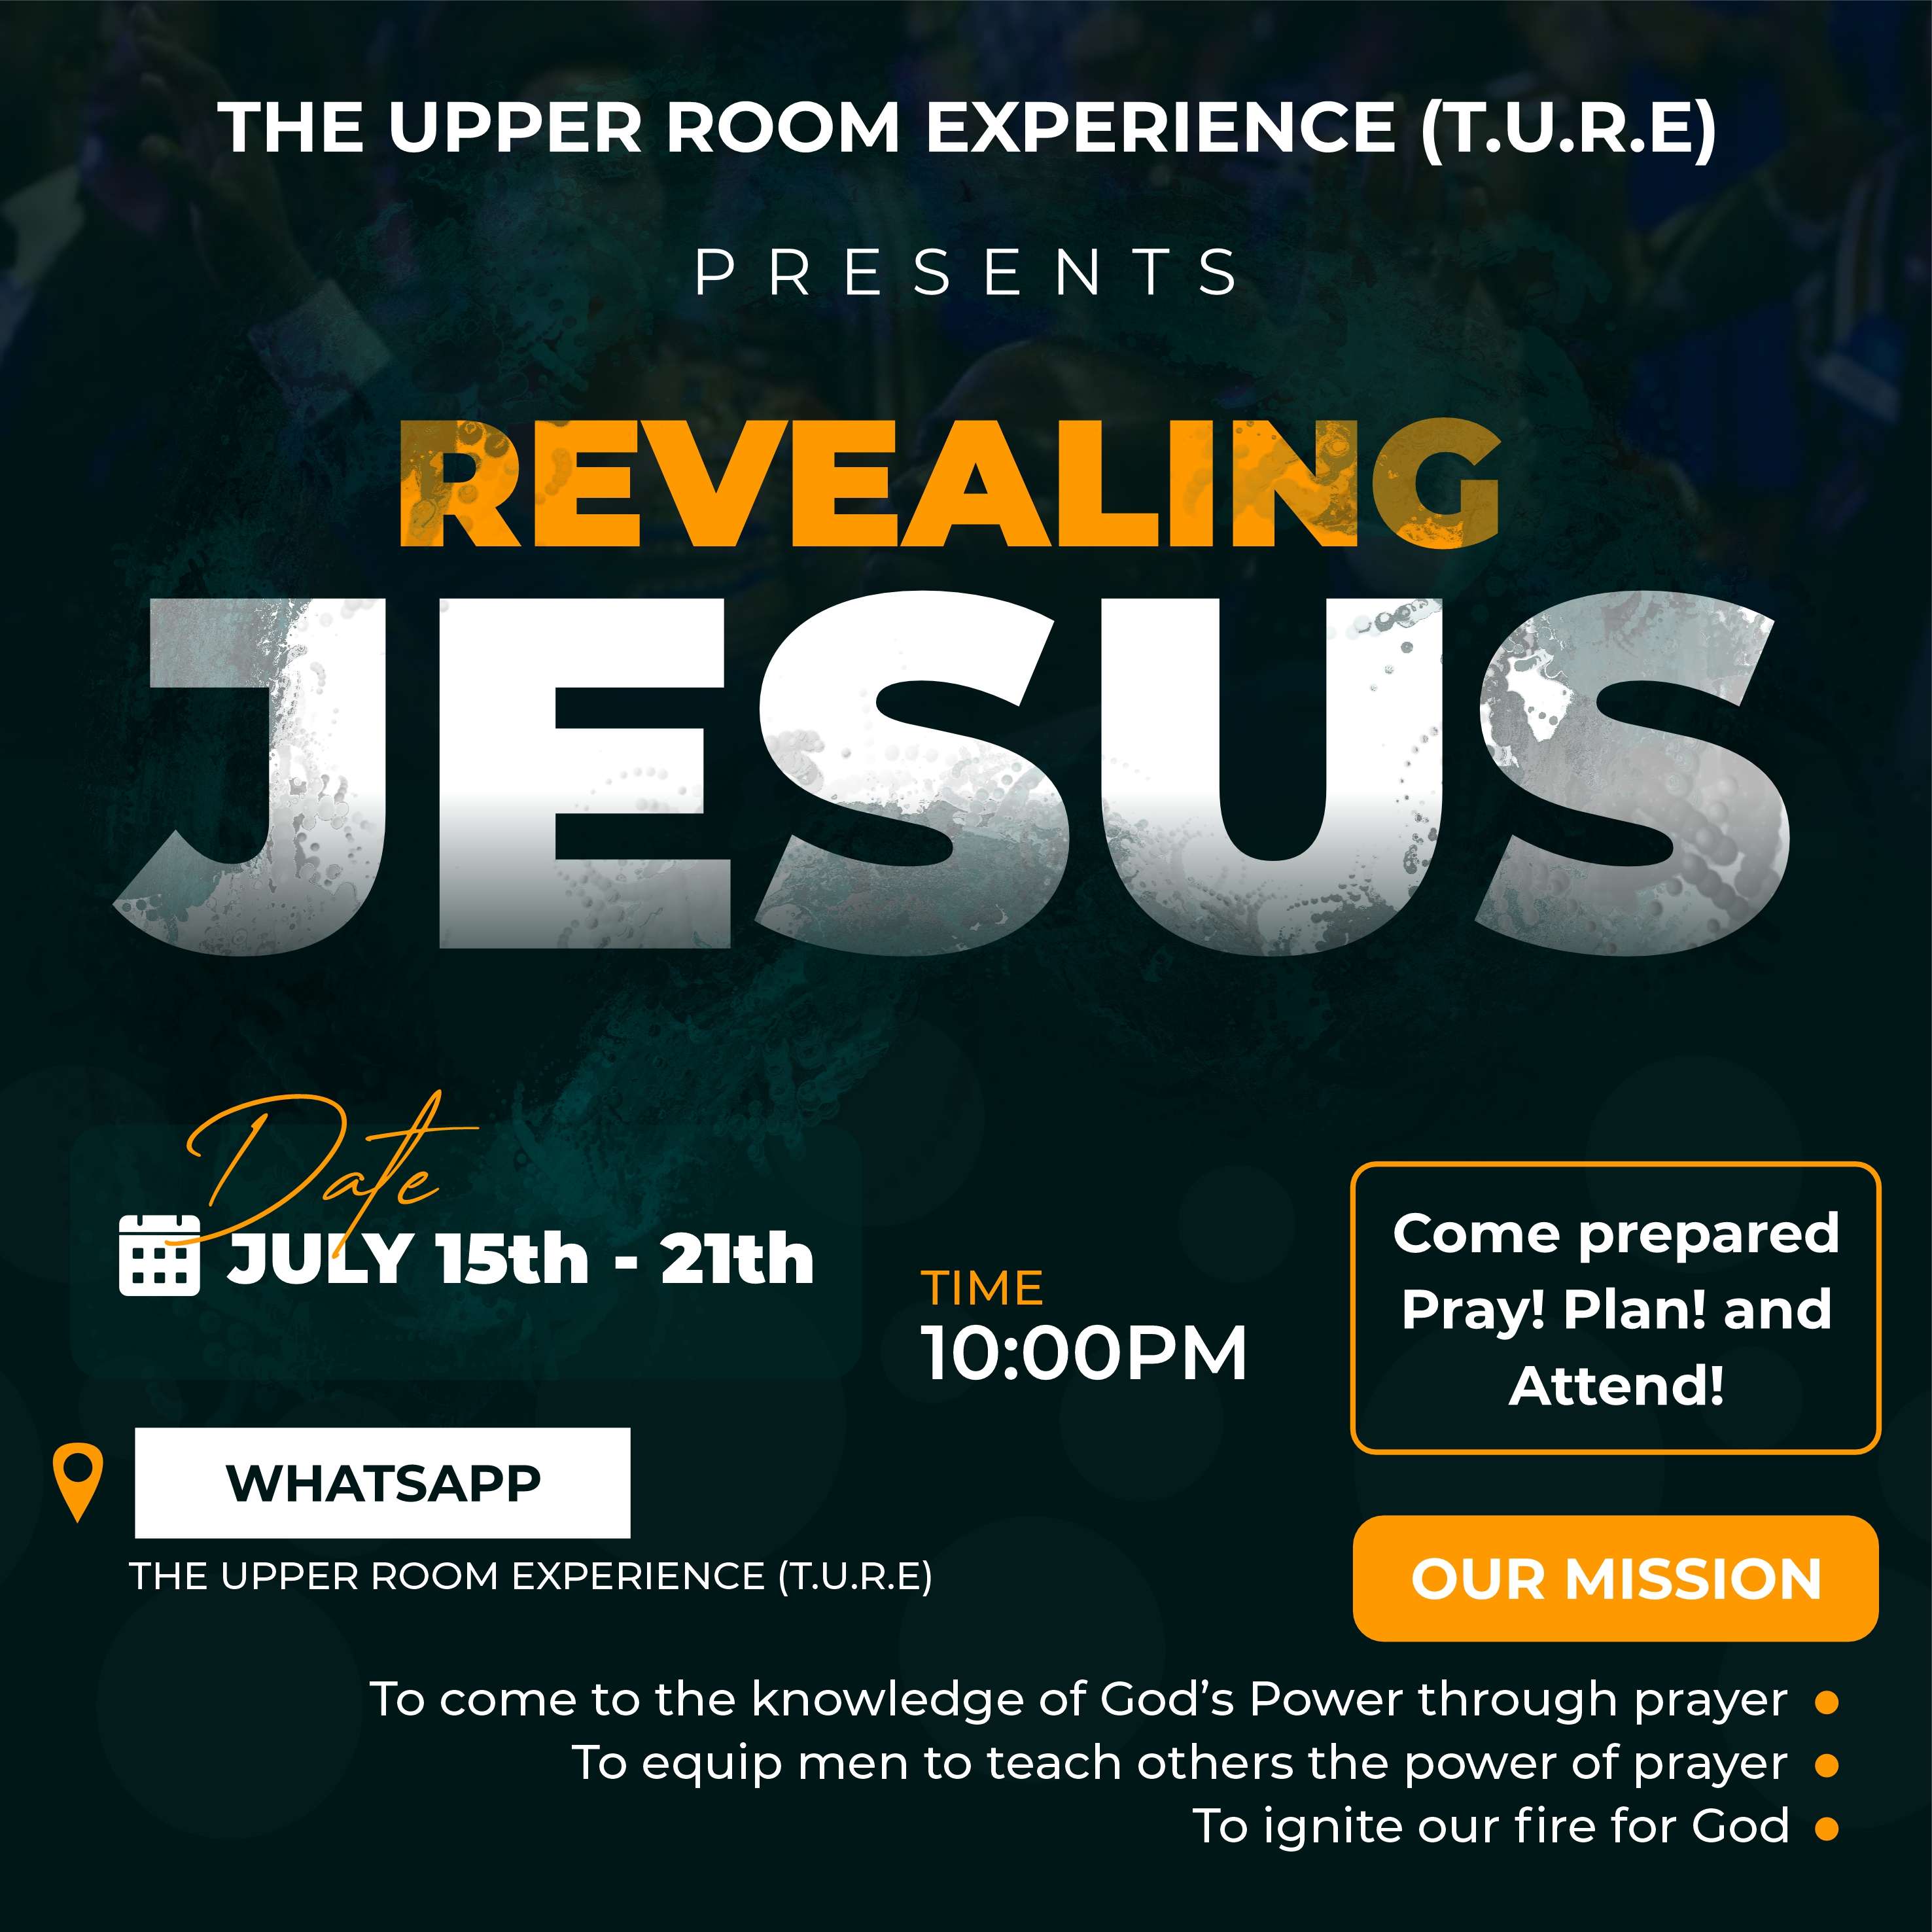 THE UPPER ROOM EXPERIENCE (T.U.R.E)
PRESENTS
REVEALING
JESUS
Date
JULY 15th - 21th
TIME
10:00PM
Come prepared
Pray! Plan! and
Attend!
WHATSAPP
THE UPPER ROOM EXPERIENCE (T.U.R.E)
OUR MISSION
To come to the knowledge of God’s Power through prayer
To equip men to teach others the power of prayer
To ignite our fire for God